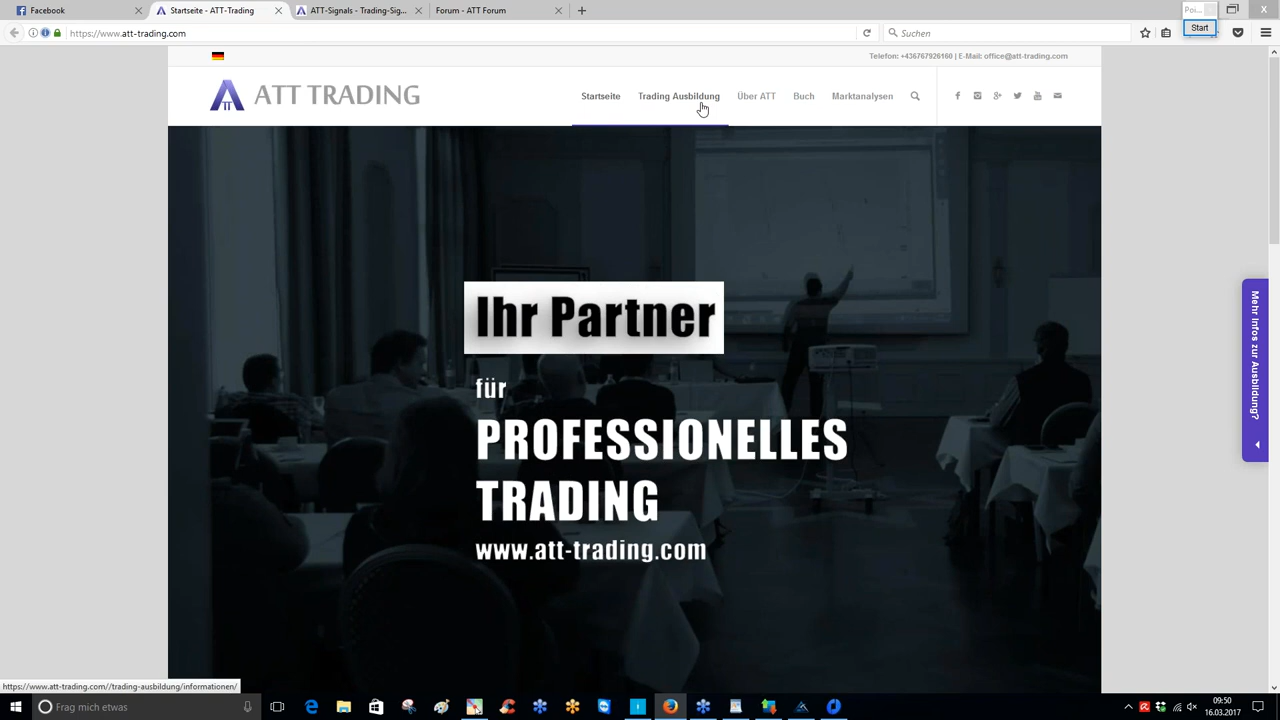 Facebook
Startseite - ATT-Trading
ATT-Signals - Trading-Sig...
Forum - ATT Forum
Poi...
Start
https://www.att-trading.com
Suchen
Telefon: +436767926160 | E-Mail: office@att-trading.com
ATT TRADING
Startseite
Trading Ausbildung
Über ATT
Buch
Marktanalysen
Ihr Partner
für
PROFESSIONELLES
TRADING
www.att-trading.com
Mehr Infos zur Ausbildung?
https://www.att-trading.com//trading-ausbildung/informationen/
Frag mich etwas
09:50
16.03.2017